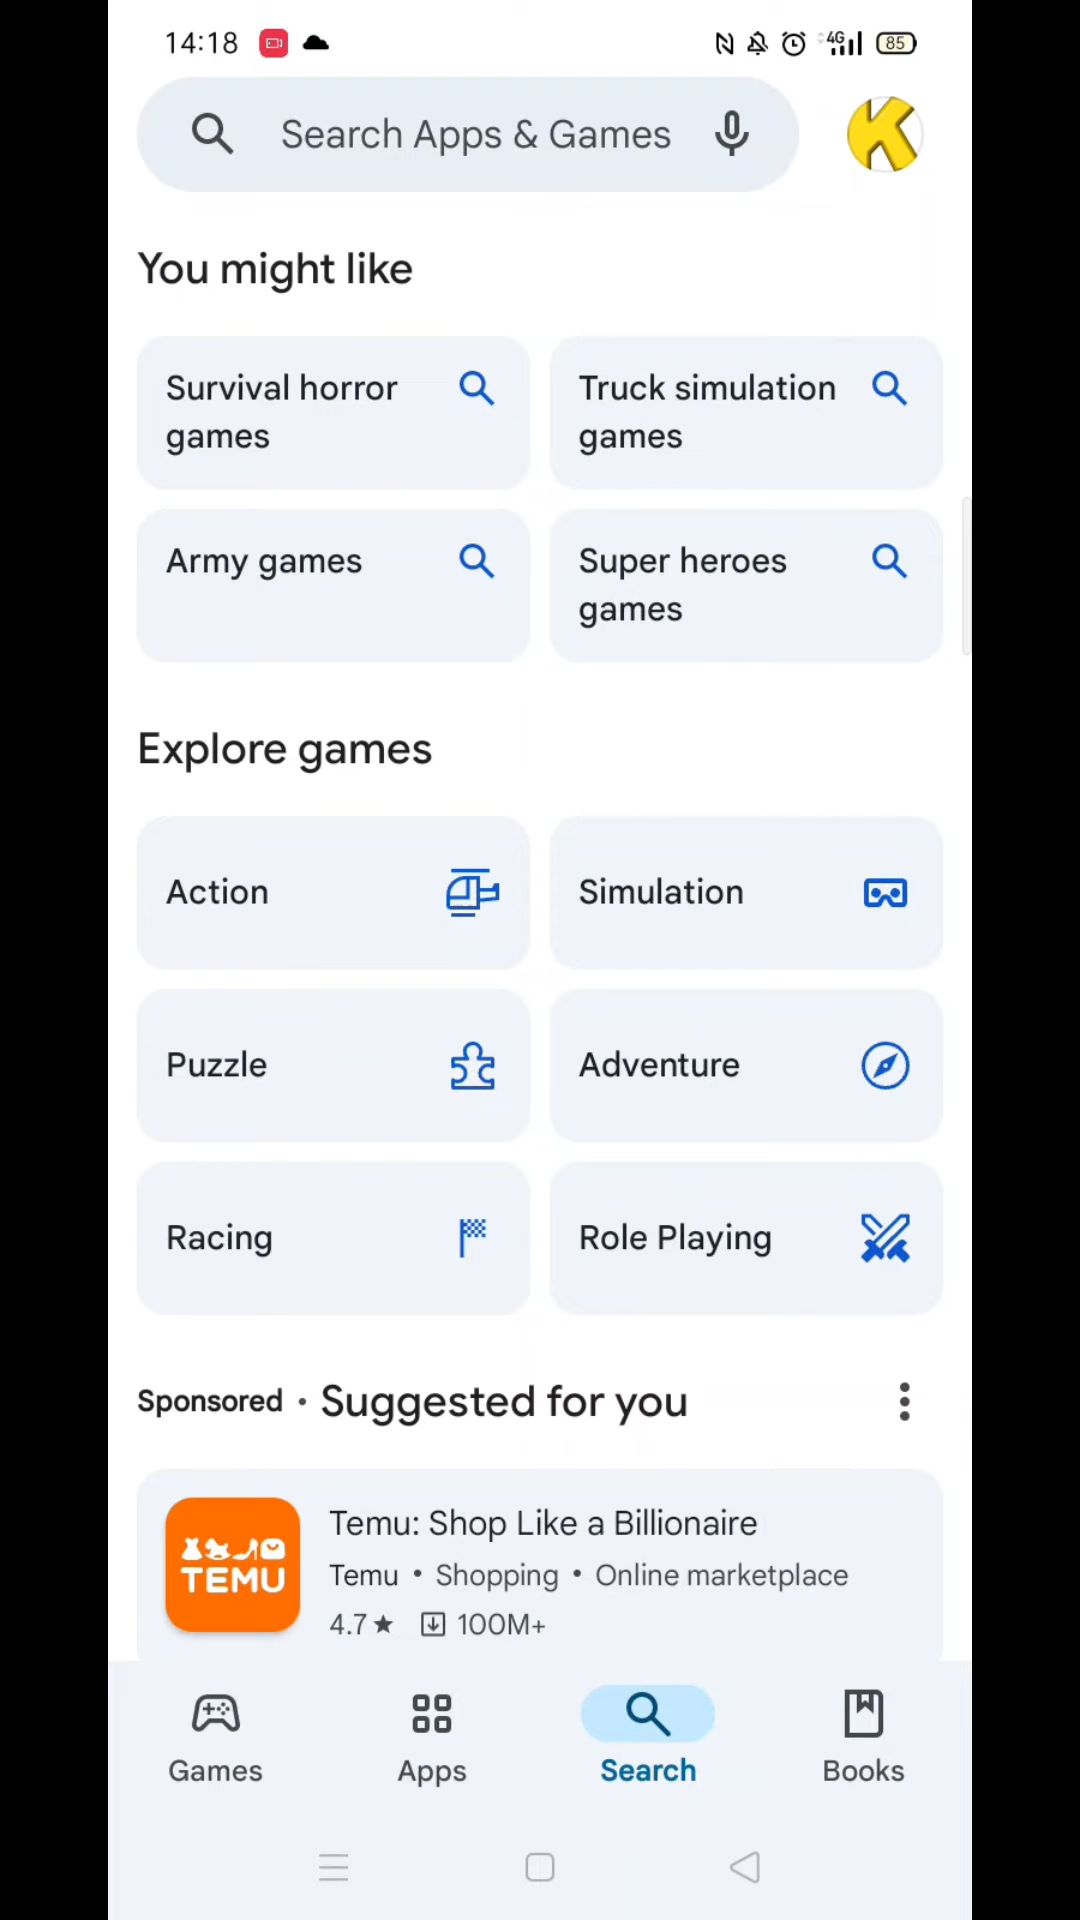 14:18
4G
85
Search Apps & Games
K
You might like
Survival horror
games
Truck simulation
games
Army games
Super heroes
games
Explore games
Action
Simulation
Puzzle
Adventure
Racing
Role Playing
Sponsored • Suggested for you
TEMU
Temu: Shop Like a Billionaire
Temu • Shopping • Online marketplace
4.7★ 100M+
Games
Apps
Search
Books